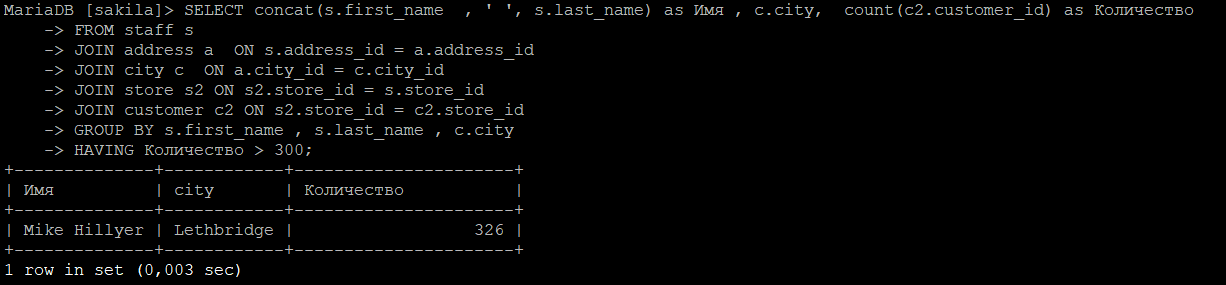 MariaDB [sakila]> SELECT concat(s.first_name  , ' ', s.last_name) as Имя , c.city,  count(c2.customer_id) as Количество
    -> FROM staff s
    -> JOIN address a  ON s.address_id = a.address_id
    -> JOIN city c  ON a.city_id = c.city_id
    -> JOIN store s2 ON s2.store_id = s.store_id
    -> JOIN customer c2 ON s2.store_id = c2.store_id
    -> GROUP BY s.first_name , s.last_name , c.city
    -> HAVING Количество > 300;
+--------------+------------+----------------------+
| Имя          | city       | Количество           |
+--------------+------------+----------------------+
| Mike Hillyer | Lethbridge |                  326 |
+--------------+------------+----------------------+
1 row in set (0,003 sec)